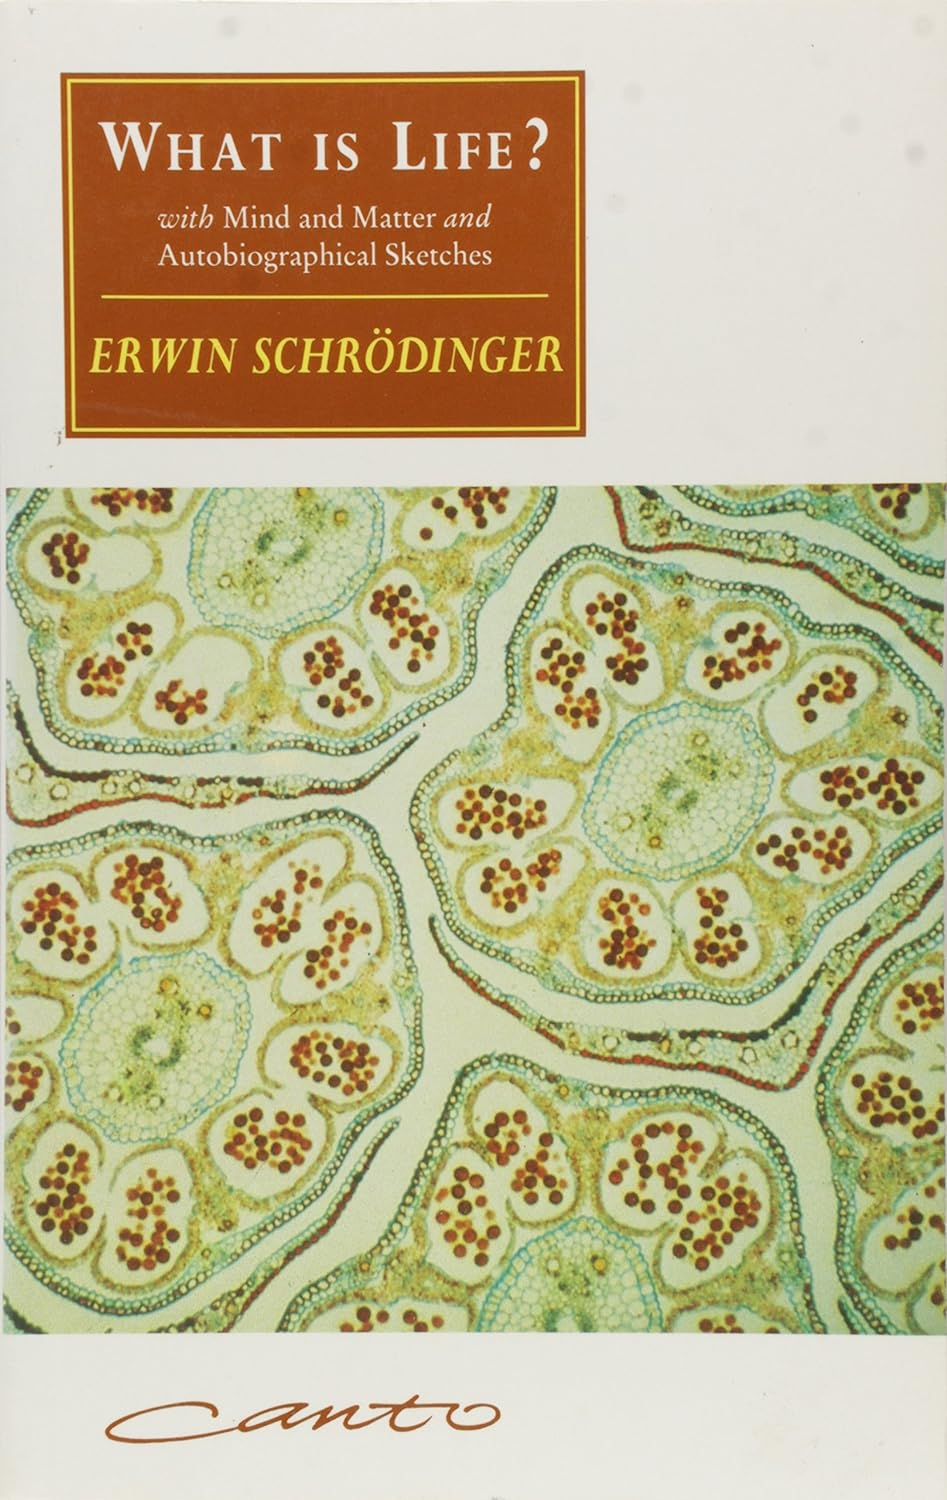 WHAT IS LIFE?
with Mind and Matter and
Autobiographical Sketches
ERWIN SCHRÖDINGER
Canto